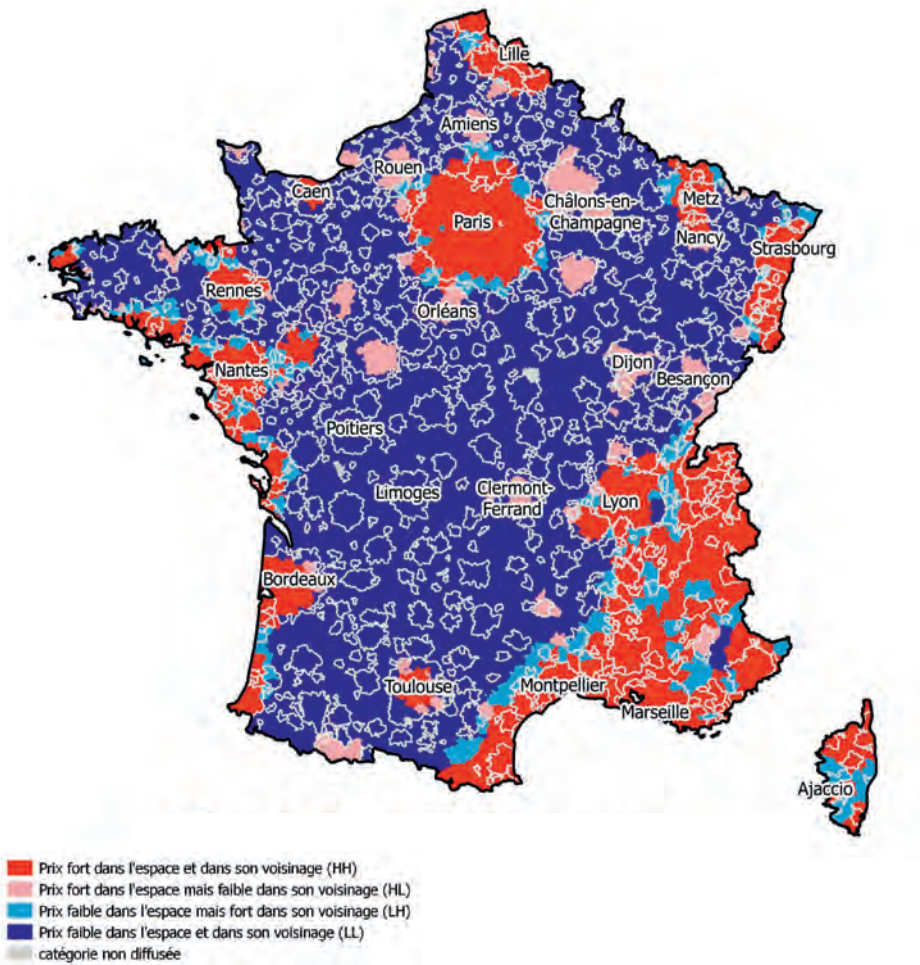 Lille
Amiens
Rouen
Caen
Metz
Châlons-en-
Champagne
Paris
Nancy
Strasbourg
Rennes
Orléans
Nantes
Dijon
Besançon
Poitiers
Limoges
Clermont-
Ferrand
Lyon
Bordeaux
Toulouse
Montpellier
Marseille
Ajaccio
Prix fort dans l'espace et dans son voisinage (HH)
Prix fort dans l'espace mais faible dans son voisinage (HL)
Prix faible dans l'espace mais fort dans son voisinage (LH)
Prix faible dans l'espace et dans son voisinage (LL)
catégorie non diffusée